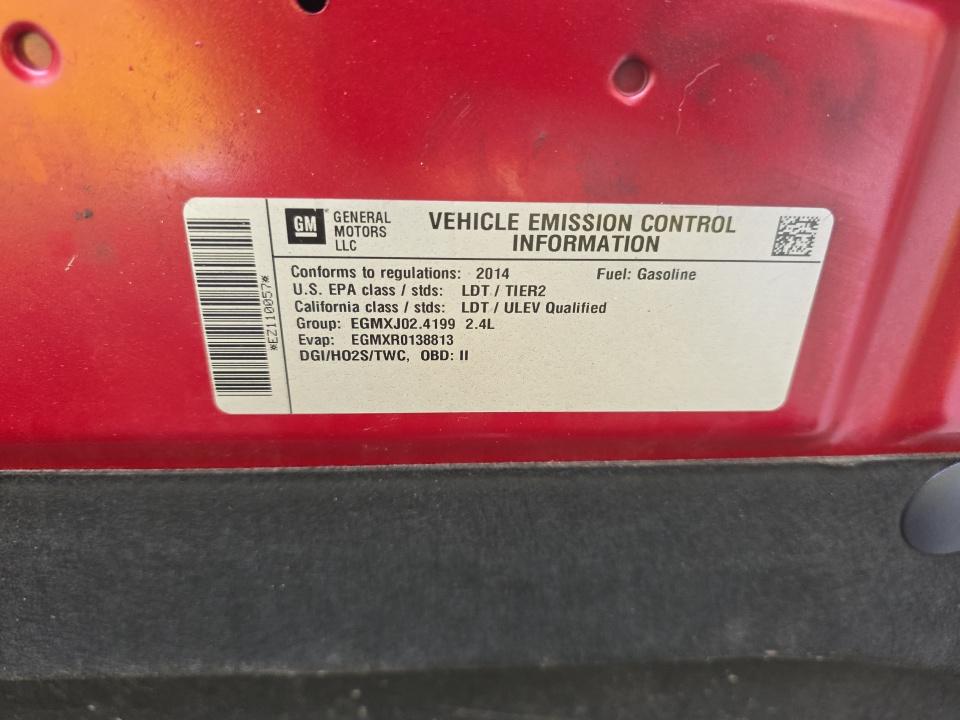 GM
GENERAL
MOTORS
LLC
VEHICLE EMISSION CONTROL
INFORMATION
Conforms to regulations: 2014 Fuel: Gasoline
U.S. EPA class / stds: LDT / TIER2
California class / stds: LDT / ULEV Qualified
Group: EGMXJ02.4199 2.4L
Evap: EGMXR0138813
DGI/HO2S/TWC, OBD: II
*EZ110057*